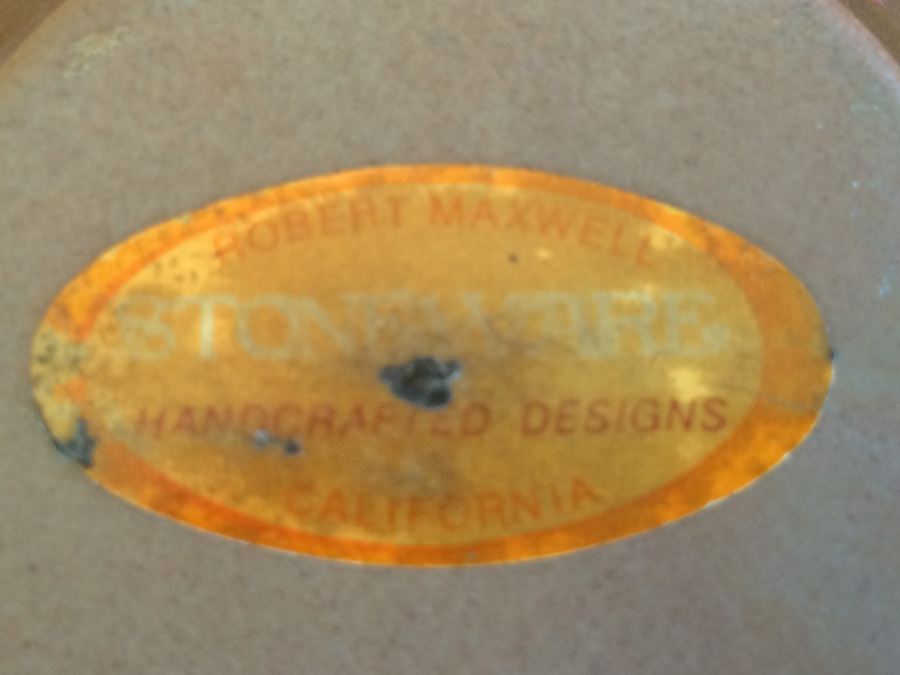 ROBERT MAXWELL
STONEWARE
HANDCRAFTED DESIGNS
CALIFORNIA